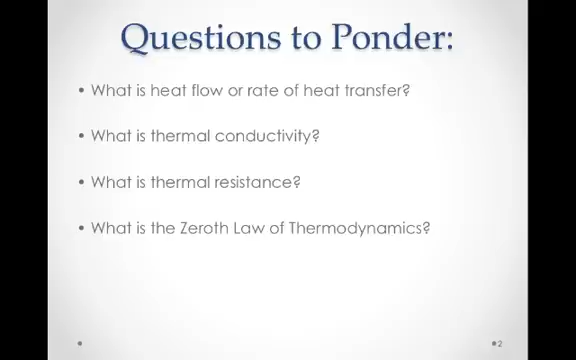 Questions to Ponder:
• What is heat flow or rate of heat transfer?
• What is thermal conductivity?
• What is thermal resistance?
• What is the Zeroth Law of Thermodynamics?
• •2